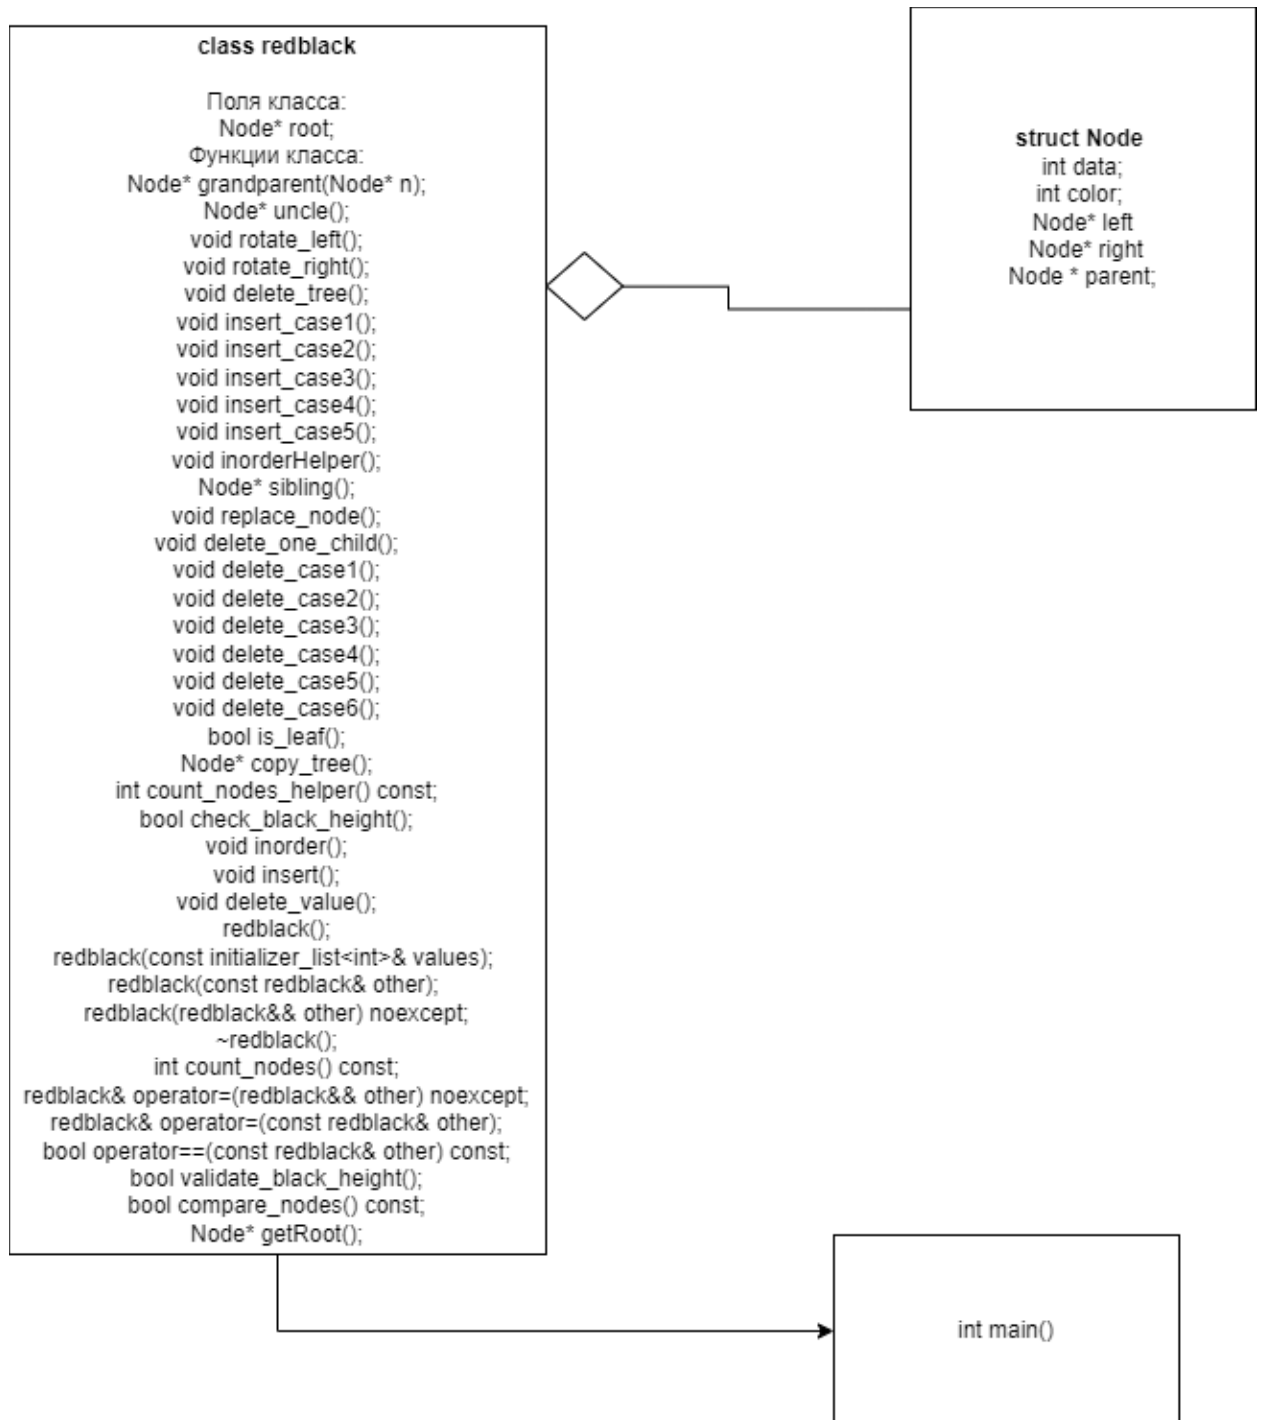 class redblack
Поля класса:
Node* root;
Функции класса:
Node* grandparent(Node* n);
Node* uncle();
void rotate_left();
void rotate_right();
void delete_tree();
void insert_case1();
void insert_case2();
void insert_case3();
void insert_case4();
void insert_case5();
void inorderHelper();
Node* sibling();
void replace_node();
void delete_one_child();
void delete_case1();
void delete_case2();
void delete_case3();
void delete_case4();
void delete_case5();
void delete_case6();
bool is_leaf();
Node* copy_tree();
int count_nodes_helper() const;
bool check_black_height();
void inorder();
void insert();
void delete_value();
redblack();
redblack(const initializer_list<int>& values);
redblack(const redblack& other);
redblack(redblack&& other) noexcept;
~redblack();
int count_nodes() const;
redblack& operator=(redblack&& other) noexcept;
redblack& operator=(const redblack& other);
bool operator==(const redblack& other) const;
bool validate_black_height();
bool compare_nodes() const;
Node* getRoot();
struct Node
int data;
int color;
Node* left
Node* right
Node * parent;
int main()